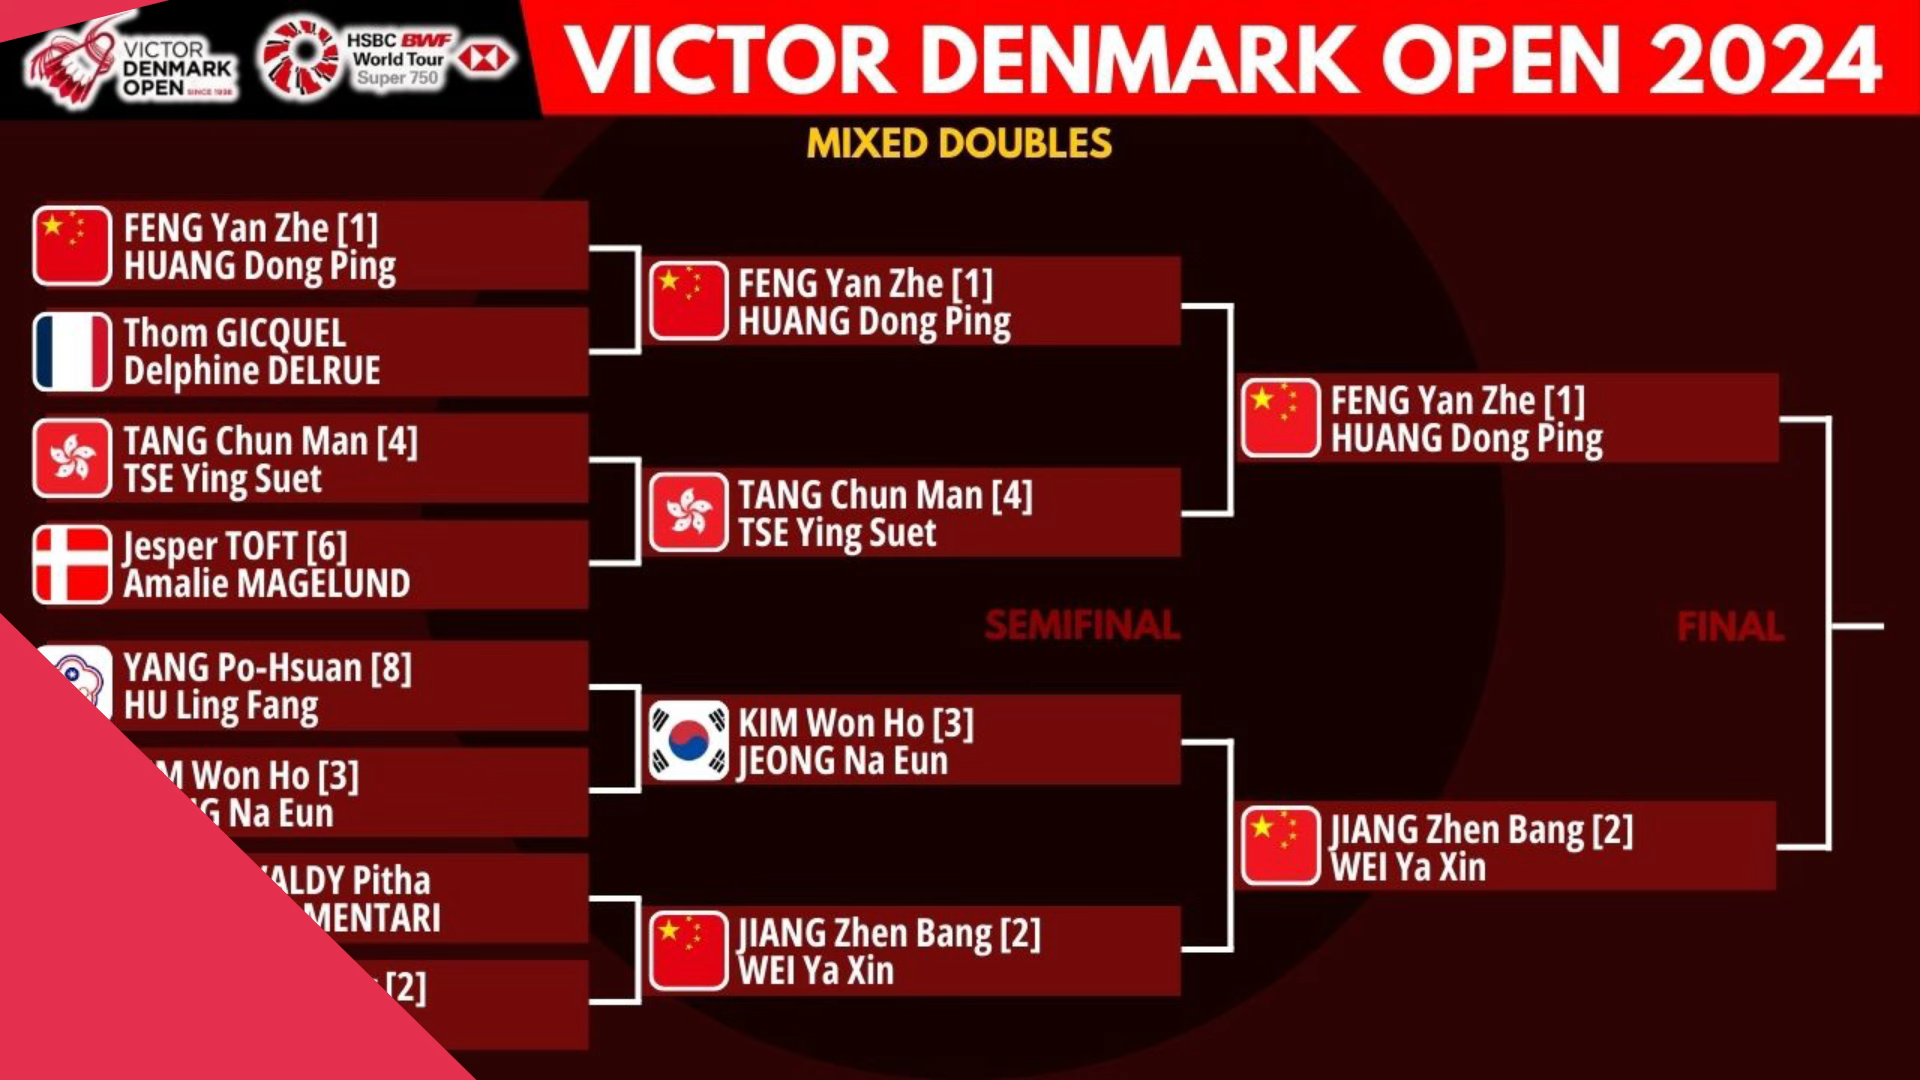 VICTOR
DENMARK
OPEN SINCE 1935
HSBC BWF
World Tour
Super 750
VICTOR DENMARK OPEN 2024
MIXED DOUBLES
FENG Yan Zhe [1]
HUANG Dong Ping
Thom GICQUEL
Delphine DELRUE
TANG Chun Man [4]
TSE Ying Suet
Jesper TOFT [6]
Amalie MAGELUND
YANG Po-Hsuan [8]
HU Ling Fang
Won Ho [3]
Na Eun
Pitha
[2]
FENG Yan Zhe [1]
HUANG Dong Ping
TANG Chun Man [4]
TSE Ying Suet
SEMIFINAL
KIM Won Ho [3]
JEONG Na Eun
JIANG Zhen Bang [2]
WEI Ya Xin
FENG Yan Zhe [1]
HUANG Dong Ping
FINAL
JIANG Zhen Bang [2]
WEI Ya Xin